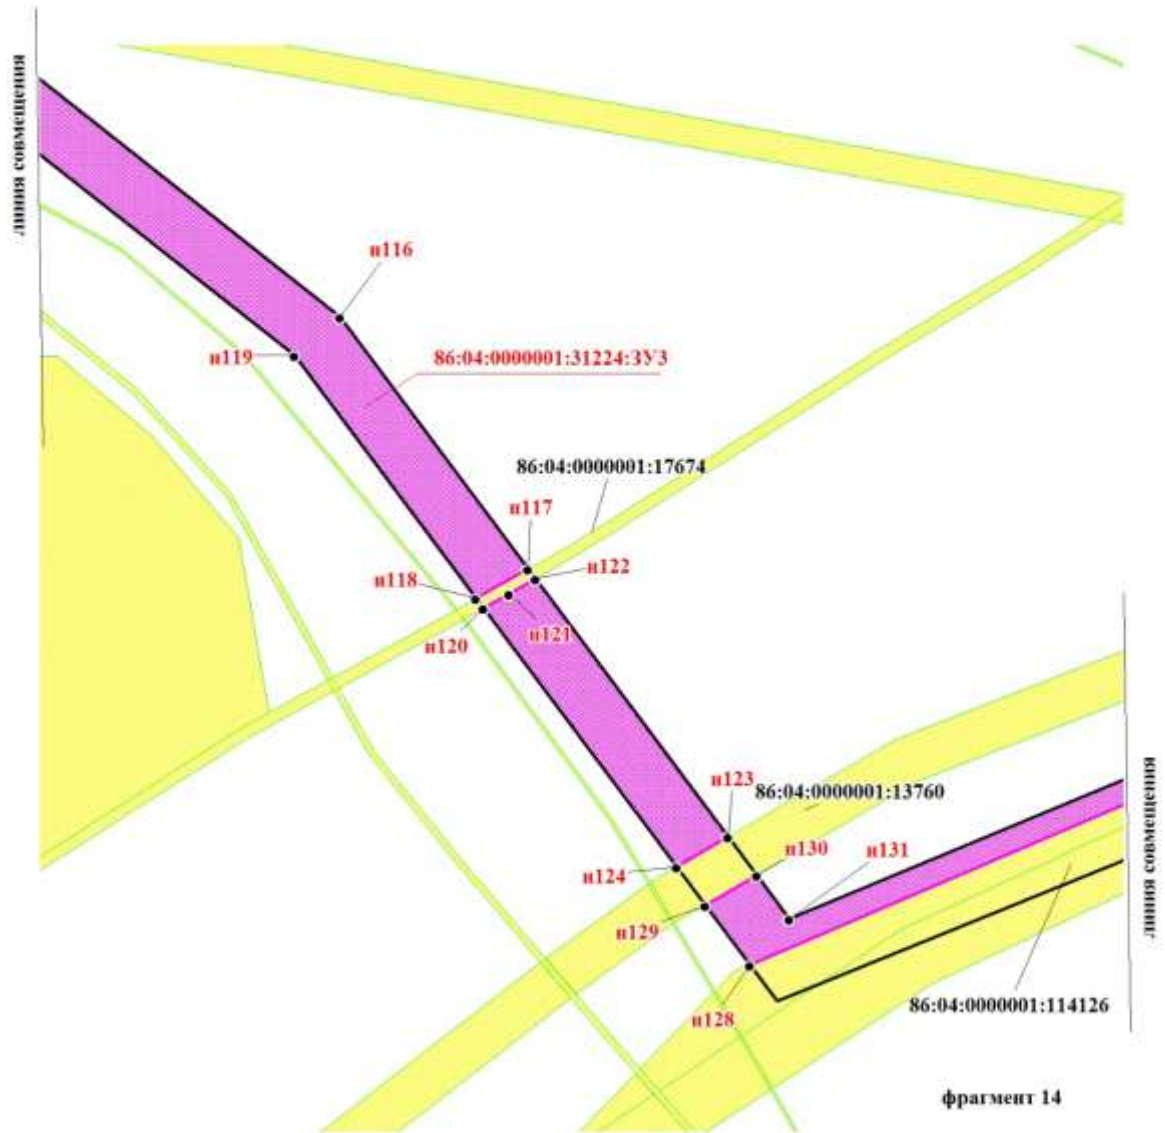 линия совмещения
н116
н119
86:04:0000001:31224:ЗУ3
86:04:0000001:17674
н117
н122
н118
н121
н120
н123
86:04:0000001:13760
н130
н131
н124
н129
линия совмещения
86:04:0000001:114126
н128
фрагмент 14